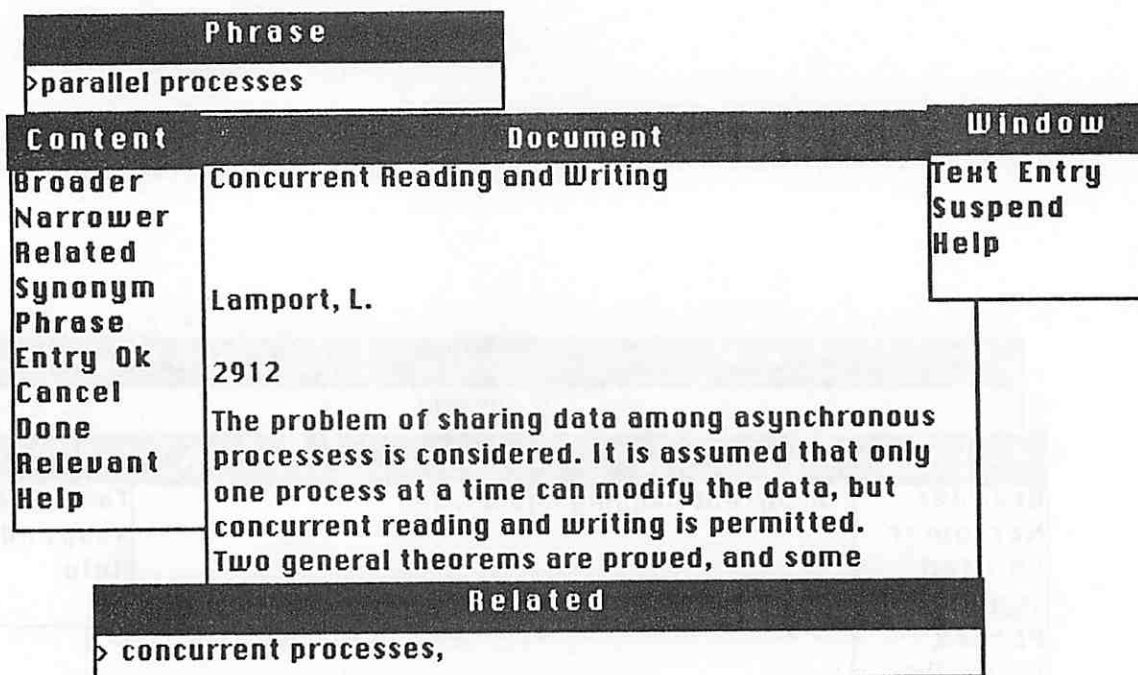 Phrase
>parallel processes
Content
Broader
Narrower
Related
Synonym
Phrase
Entry Ok
Cancel
Done
Relevant
Help
Document
Concurrent Reading and Writing
Lamport, L.
2912
The problem of sharing data among asynchronous
processess is considered. It is assumed that only
one process at a time can modify the data, but
concurrent reading and writing is permitted.
Two general theorems are proved, and some
Window
Text Entry
Suspend
Help
Related
> concurrent processes,